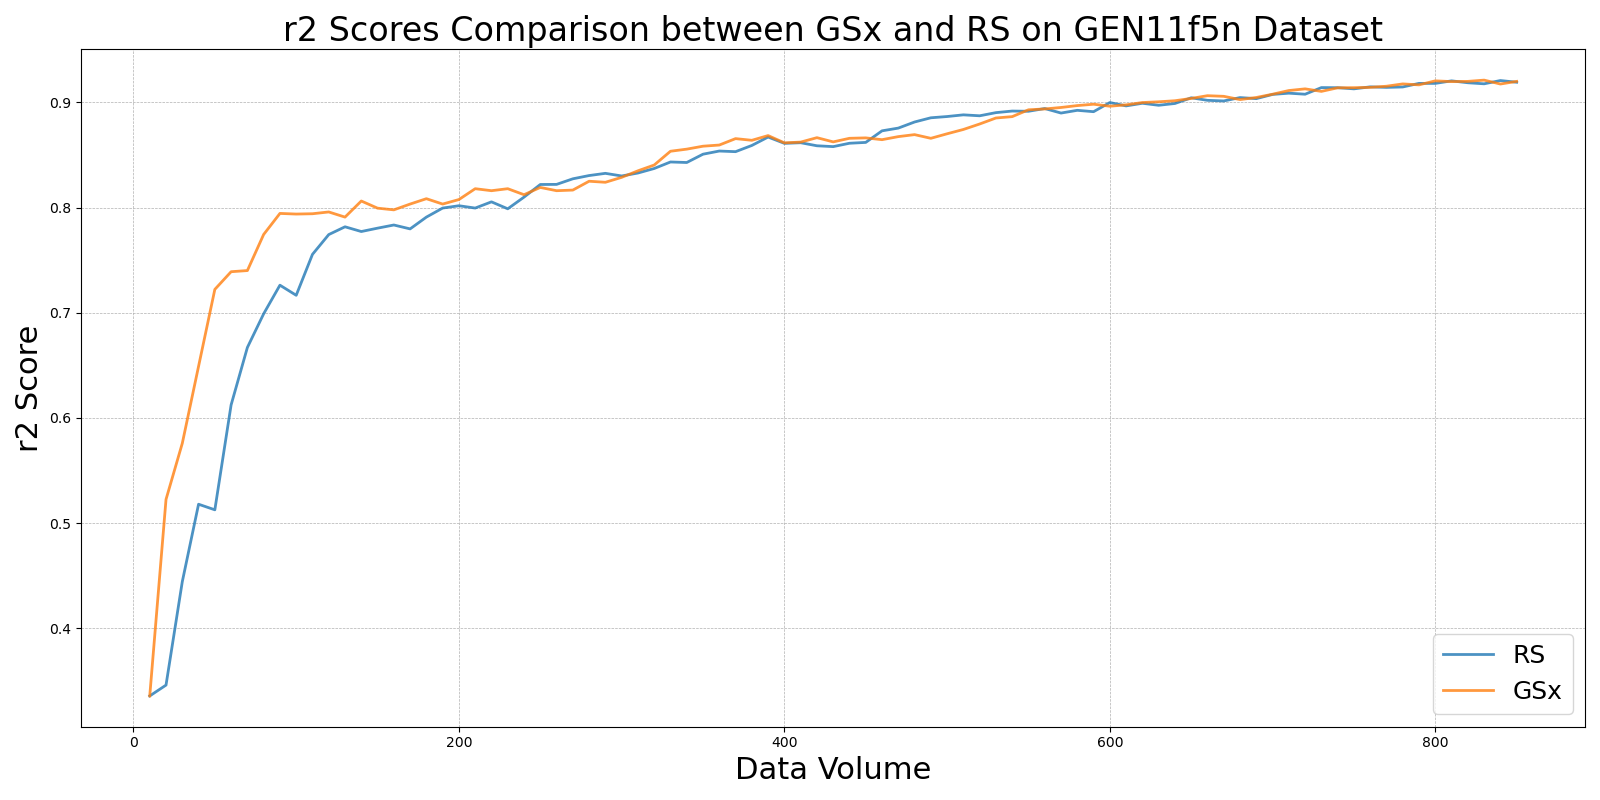 r2 Scores Comparison between GSx and RS on GEN11f5n Dataset
r2 Score
0.9
0.8
0.7
0.6
0.5
0.4
RS
GSx
0 200 400 600 800
Data Volume